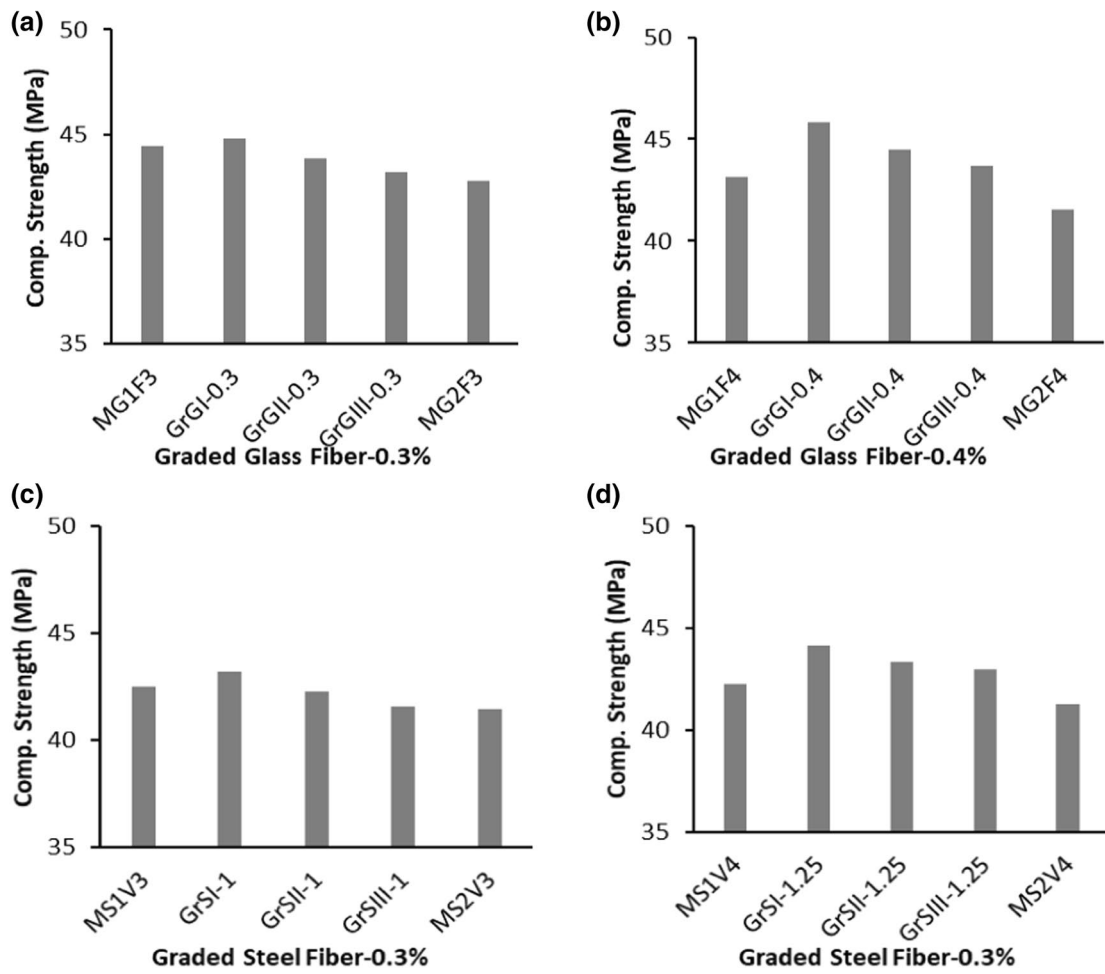 (a)
50
45
40
35
Comp. Strength (MPa)
MG1F3
GrGI-0.3
GrGII-0.3
GrGIII-0.3
MG2F3
Graded Glass Fiber-0.3%
(b)
50
45
40
35
Comp. Strength (MPa)
MG1F4
GrGI-0.4
GrGII-0.4
GrGIII-0.4
MG2F4
Graded Glass Fiber-0.4%
(c)
50
45
40
35
Comp. Strength (MPa)
MS1V3
GrSI-1
GrSII-1
GrSIII-1
MS2V3
Graded Steel Fiber-0.3%
(d)
50
45
40
35
Comp. Strength (MPa)
MS1V4
GrSI-1.25
GrSII-1.25
GrSIII-1.25
MS2V4
Graded Steel Fiber-0.3%